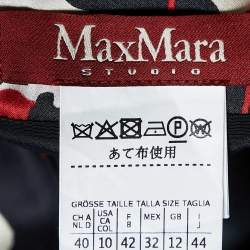 MaxMara
STUDIO
あて布使用
GRÖSSE TAILLE TALLA SIZE TAGLIA
CH A NL D USA CA COL F B MEX GB I J
40 10 42 32 12 44